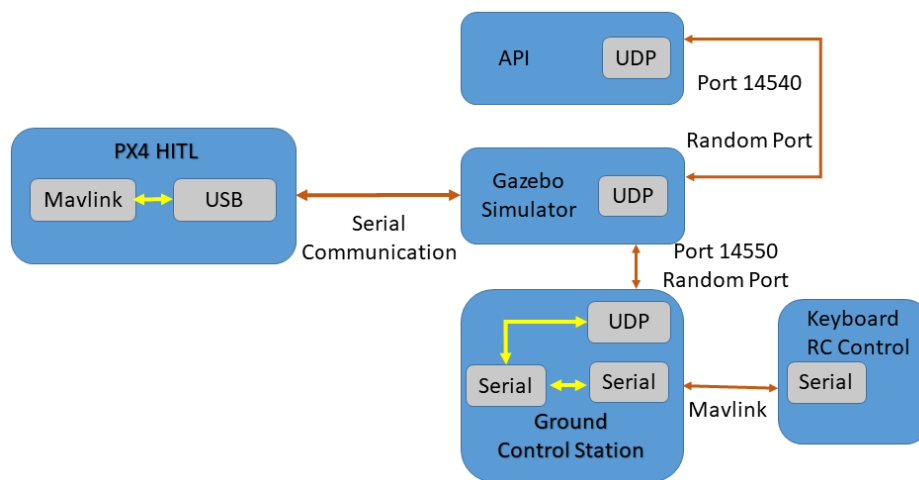 API
UDP
Port 14540
Random Port
PX4 HITL
Mavlink
USB
Serial
Communication
Gazebo
Simulator
UDP
Port 14550
Random Port
UDP
Serial
Serial
Ground
Control Station
Mavlink
Keyboard
RC Control
Serial